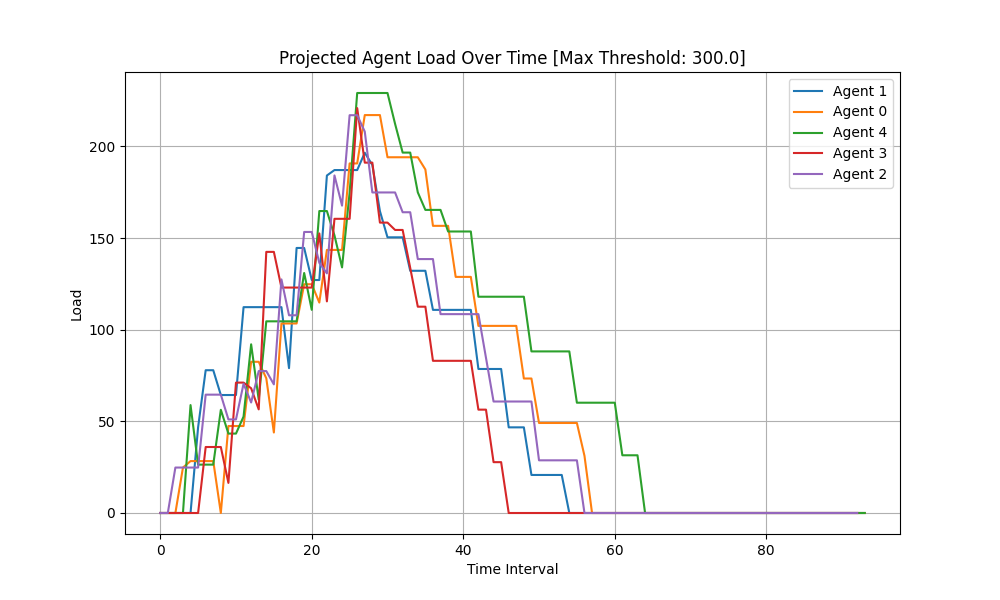 Projected Agent Load Over Time [Max Threshold: 300.0]
Agent 1
Agent 0
Agent 4
Agent 3
Agent 2
Load
200
150
100
50
0
0 20 40 60 80
Time Interval